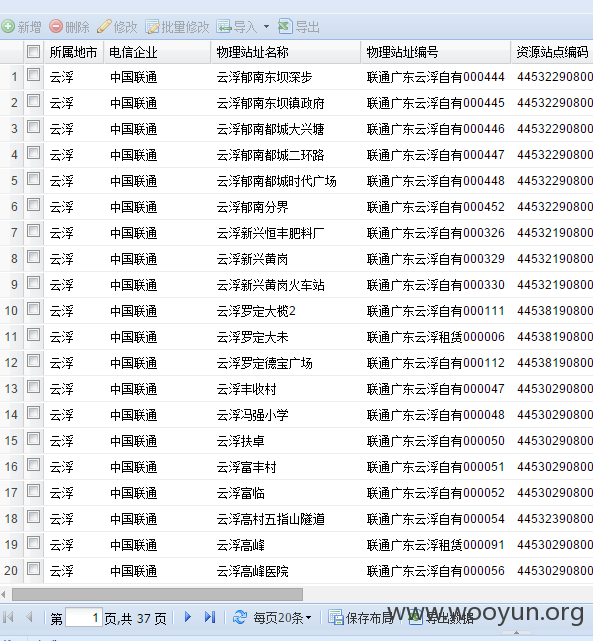 新增 删除 修改 批量修改 导入 导出
所属地市 电信企业 物理站址名称 物理站址编号 资源站点编码
1 云浮 中国联通 云浮郁南东坝深步 联通广东云浮自有000444 44532290800
2 云浮 中国联通 云浮郁南东坝镇政府 联通广东云浮自有000445 44532290800
3 云浮 中国联通 云浮郁南都城大兴塘 联通广东云浮自有000446 44532290800
4 云浮 中国联通 云浮郁南都城二环路 联通广东云浮自有000447 44532290800
5 云浮 中国联通 云浮郁南都城时代广场 联通广东云浮自有000448 44532290800
6 云浮 中国联通 云浮郁南分界 联通广东云浮自有000452 44532290800
7 云浮 中国联通 云浮新兴恒丰肥料厂 联通广东云浮自有000326 44532190800
8 云浮 中国联通 云浮新兴黄岗 联通广东云浮自有000329 44532190800
9 云浮 中国联通 云浮新兴黄岗火车站 联通广东云浮自有000330 44532190800
10 云浮 中国联通 云浮罗定大榄2 联通广东云浮自有000111 44538190800
11 云浮 中国联通 云浮罗定大未 联通广东云浮租赁000006 44538190800
12 云浮 中国联通 云浮罗定德宝广场 联通广东云浮自有000112 44538190800
13 云浮 中国联通 云浮丰收村 联通广东云浮自有000047 44530290800
14 云浮 中国联通 云浮冯强小学 联通广东云浮自有000048 44530290800
15 云浮 中国联通 云浮扶卓 联通广东云浮自有000050 44530290800
16 云浮 中国联通 云浮富丰村 联通广东云浮自有000051 44530290800
17 云浮 中国联通 云浮富临 联通广东云浮自有000052 44530290800
18 云浮 中国联通 云浮高村五指山隧道 联通广东云浮自有000054 44532390800
19 云浮 中国联通 云浮高峰 联通广东云浮租赁000091 44530290800
20 云浮 中国联通 云浮高峰医院 联通广东云浮自有000056 44530290800
第 1 页,共 37 页 每页20条 保存布局 导出数据
www.wooyun.org